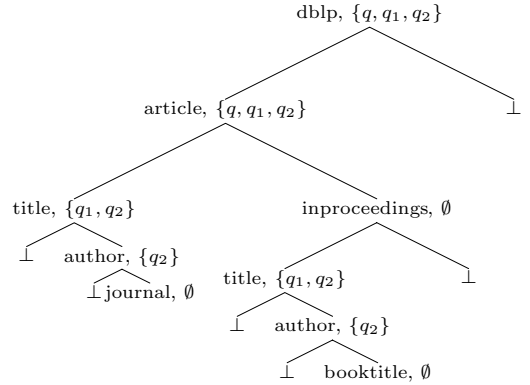 dblp, {q, q₁, q₂}
article, {q, q₁, q₂} ⊥
title, {q₁, q₂} inproceedings, ∅
⊥ author, {q₂} title, {q₁, q₂} ⊥
⊥ journal, ∅ ⊥ author, {q₂}
⊥ booktitle, ∅